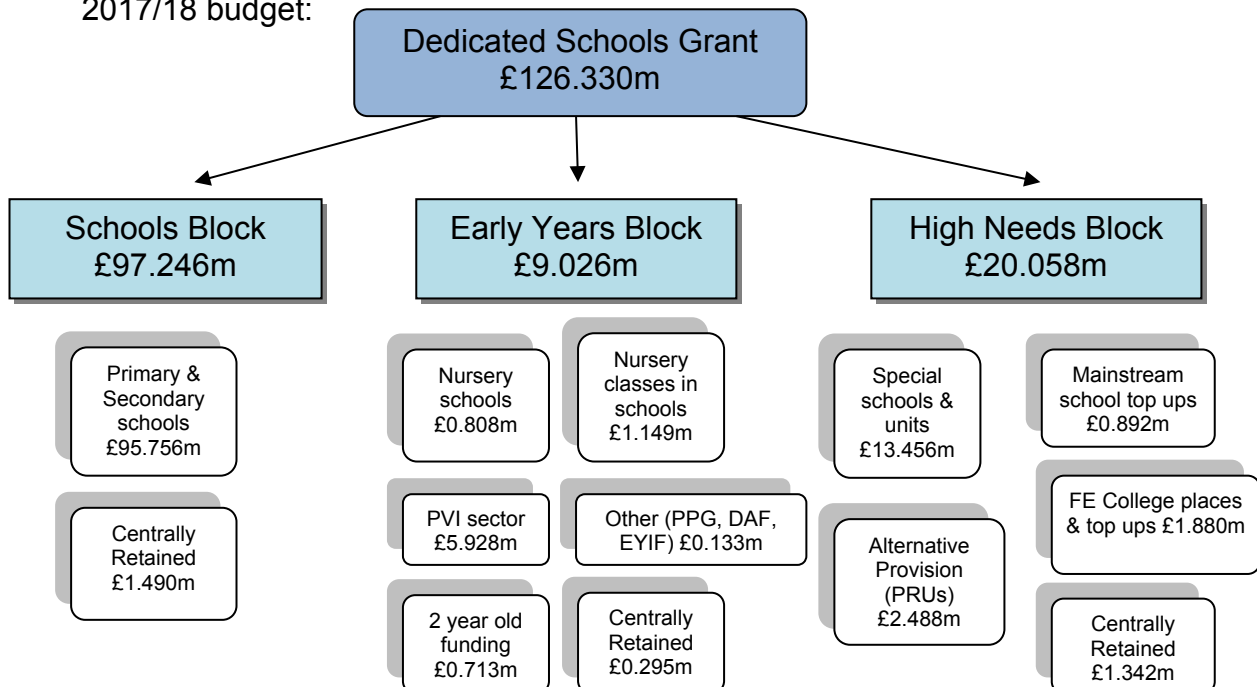 2017/18 budget:
Dedicated Schools Grant
£126.330m
Schools Block
£97.246m
Early Years Block
£9.026m
High Needs Block
£20.058m
Primary &
Secondary
schools
£95.756m
Centrally
Retained
£1.490m
Nursery
schools
£0.808m
Nursery
classes in
schools
£1.149m
PVI sector
£5.928m
Other (PPG, DAF,
EYIF) £0.133m
2 year old
funding
£0.713m
Centrally
Retained
£0.295m
Special
schools &
units
£13.456m
Mainstream
school top ups
£0.892m
FE College places
& top ups £1.880m
Alternative
Provision
(PRUs)
£2.488m
Centrally
Retained
£1.342m